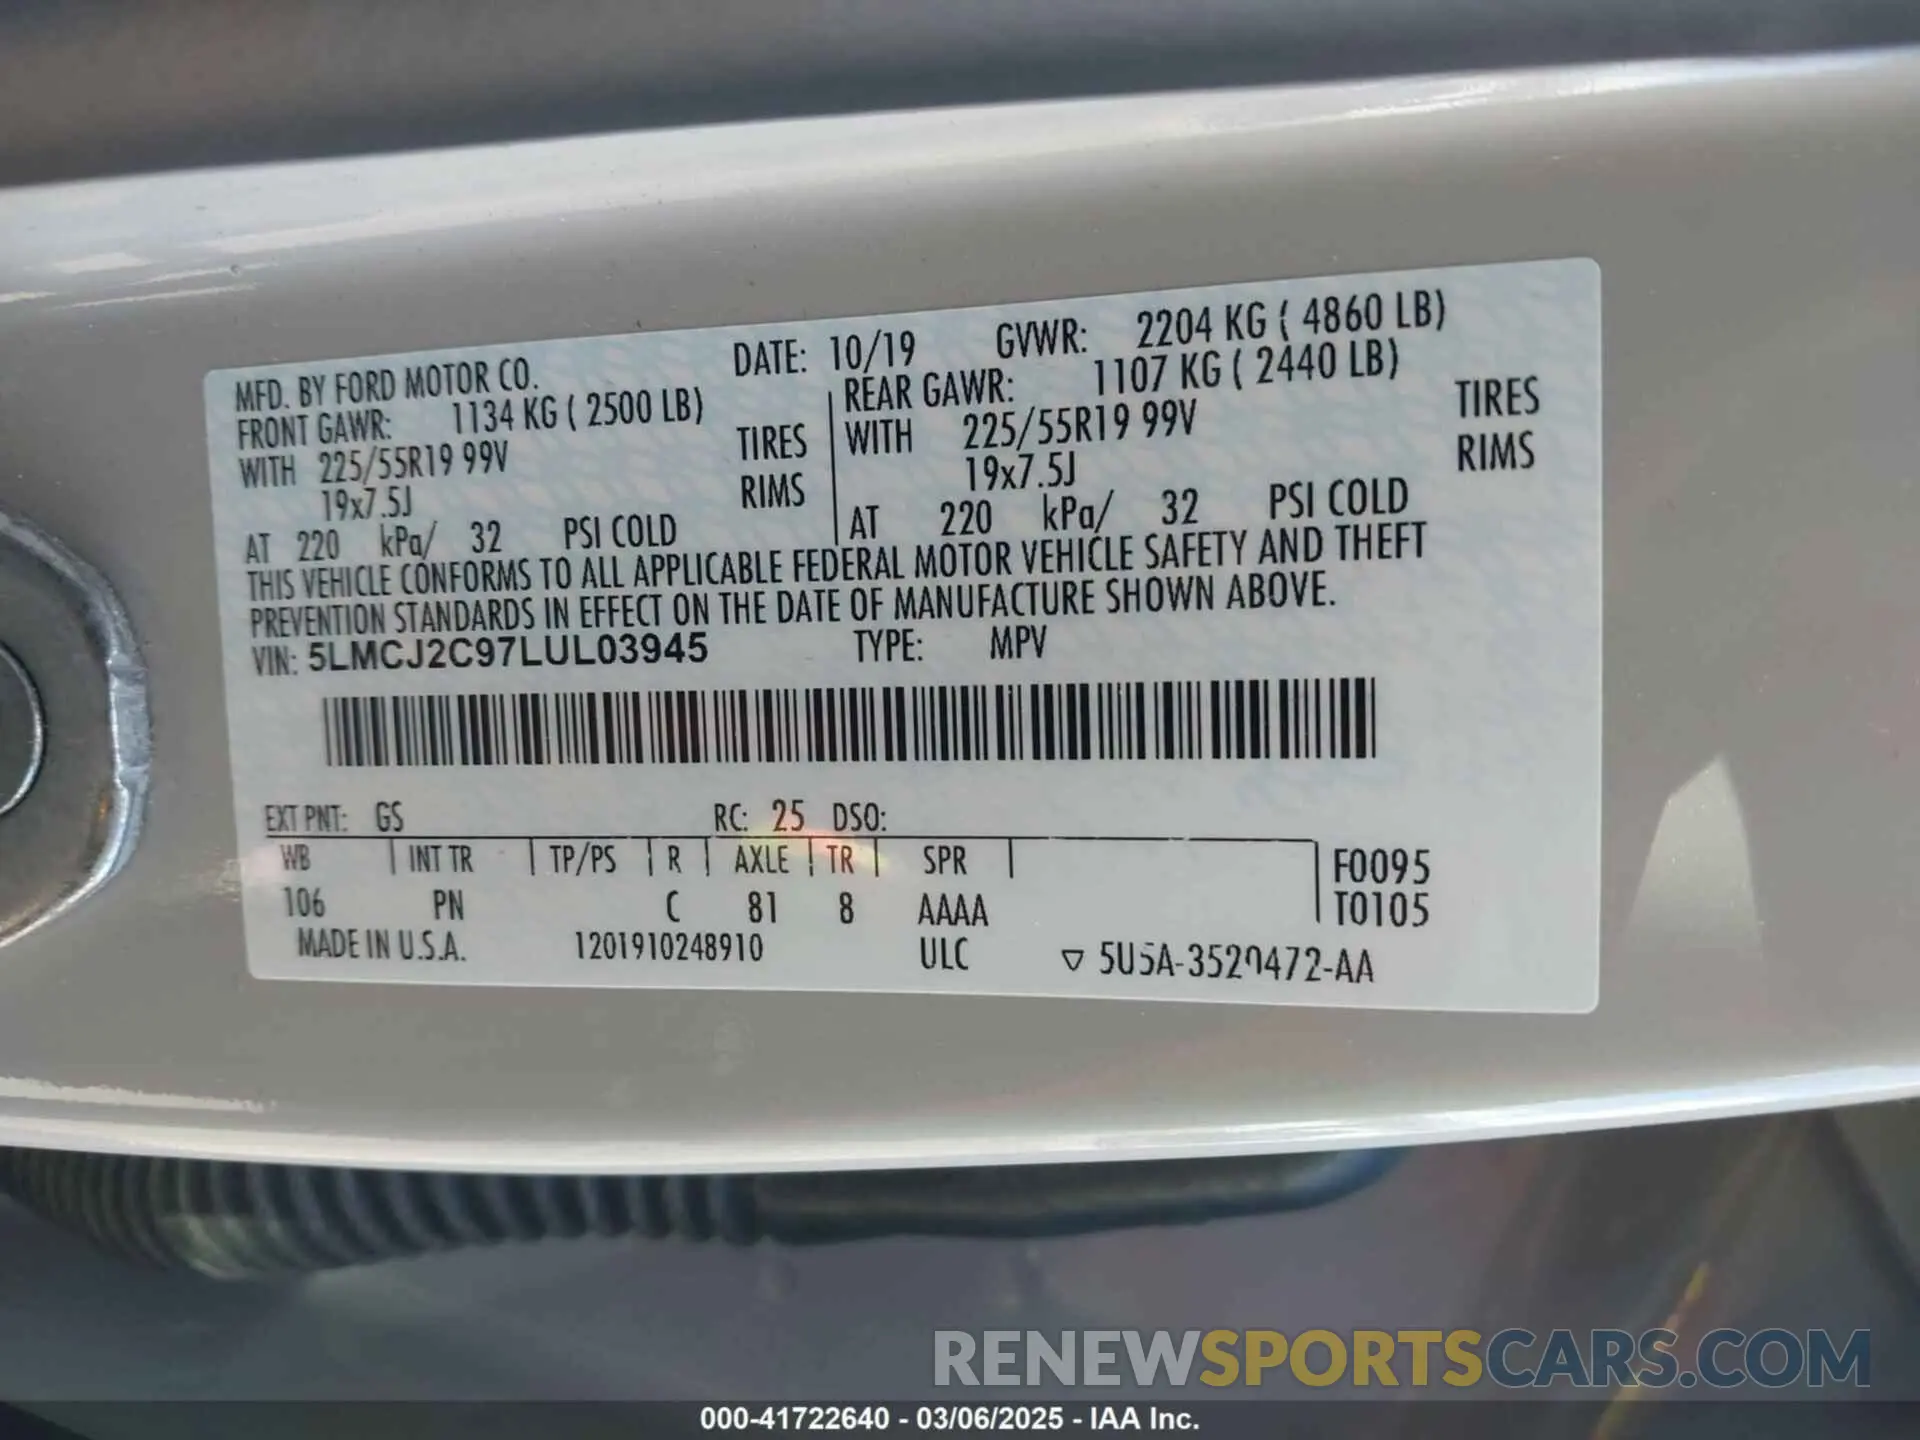 MFD. BY FORD MOTOR CO. DATE: 10/19 GVWR: 2204 KG ( 4860 LB)
FRONT GAWR: 1134 KG ( 2500 LB) REAR GAWR: 1107 KG ( 2440 LB)
WITH 225/55R19 99V TIRES WITH 225/55R19 99V TIRES
19x7.5J RIMS 19x7.5J RIMS
AT 220 kPa/ 32 PSI COLD AT 220 kPa/ 32 PSI COLD
THIS VEHICLE CONFORMS TO ALL APPLICABLE FEDERAL MOTOR VEHICLE SAFETY AND THEFT
PREVENTION STANDARDS IN EFFECT ON THE DATE OF MANUFACTURE SHOWN ABOVE.
VIN: 5LMCJ2C97LUL03945 TYPE: MPV
EXT PNT: GS RC: 25 DSO:
WB INT TR TP/PS R AXLE TR SPR F0095
106 PN C 81 8 AAAA T0105
MADE IN U.S.A. 1201910248910 ULC ▽ 5U5A-3520472-AA
RENEWSPORTSCARS.COM
000-41722640 - 03/06/2025 - IAA Inc.